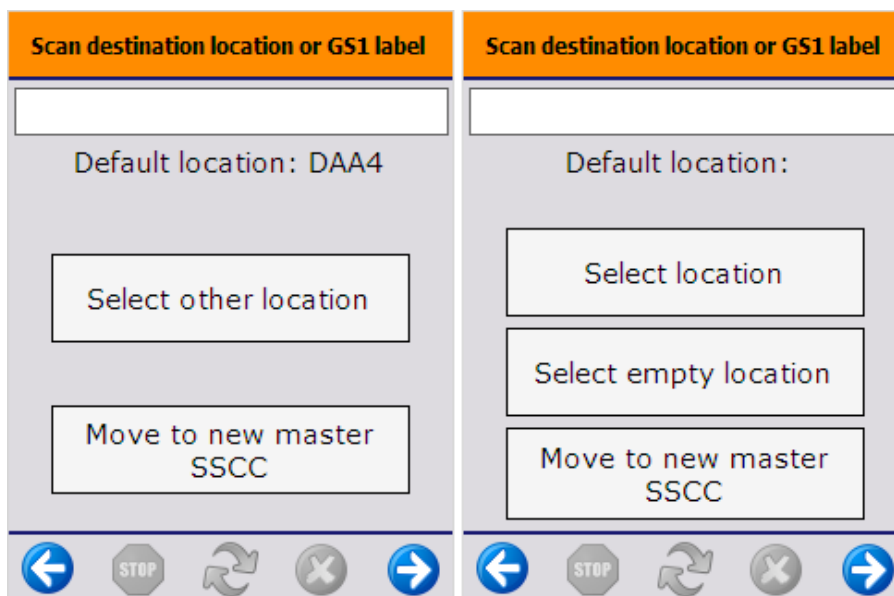 Scan destination location or GS1 label
Default location: DAA4
Select other location
Move to new master
SSCC
STOP
Scan destination location or GS1 label
Default location:
Select location
Select empty location
Move to new master
SSCC
STOP